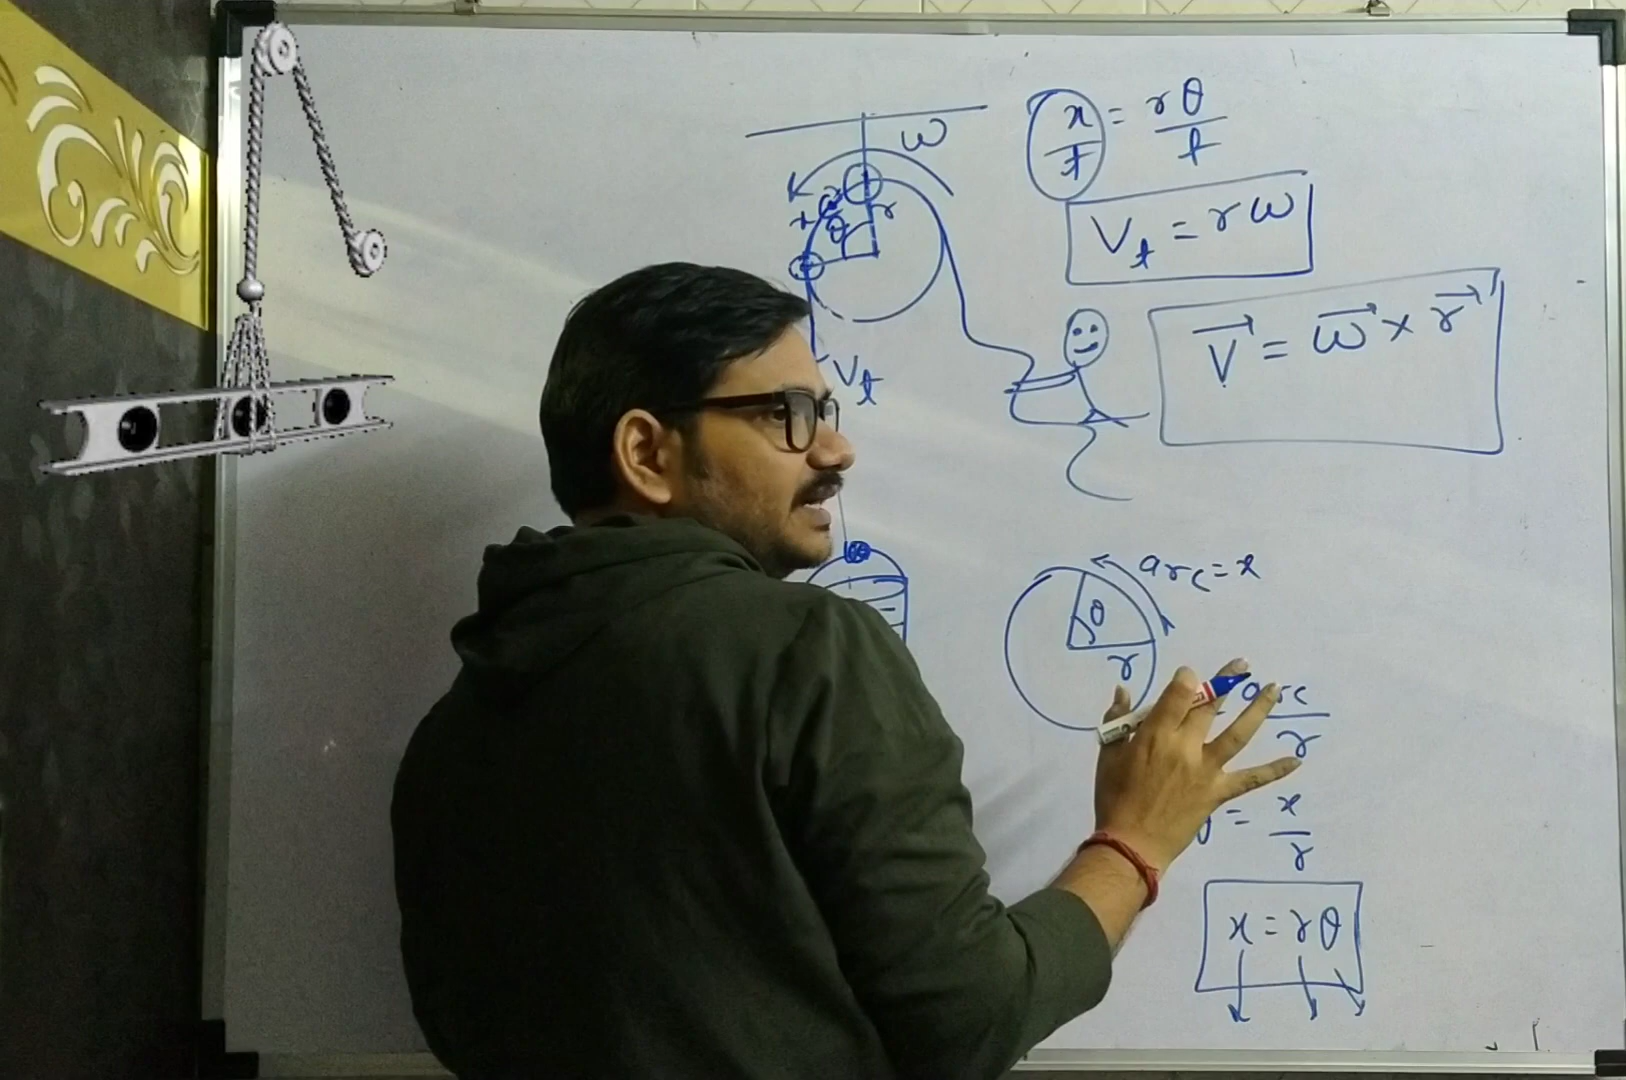 ω
x
θ
r
V_t
x/t = rθ/t
V_t = rω
V⃗ = ω⃗ × r⃗
arc = x
θ
r
= arc/r
= x/r
x = rθ